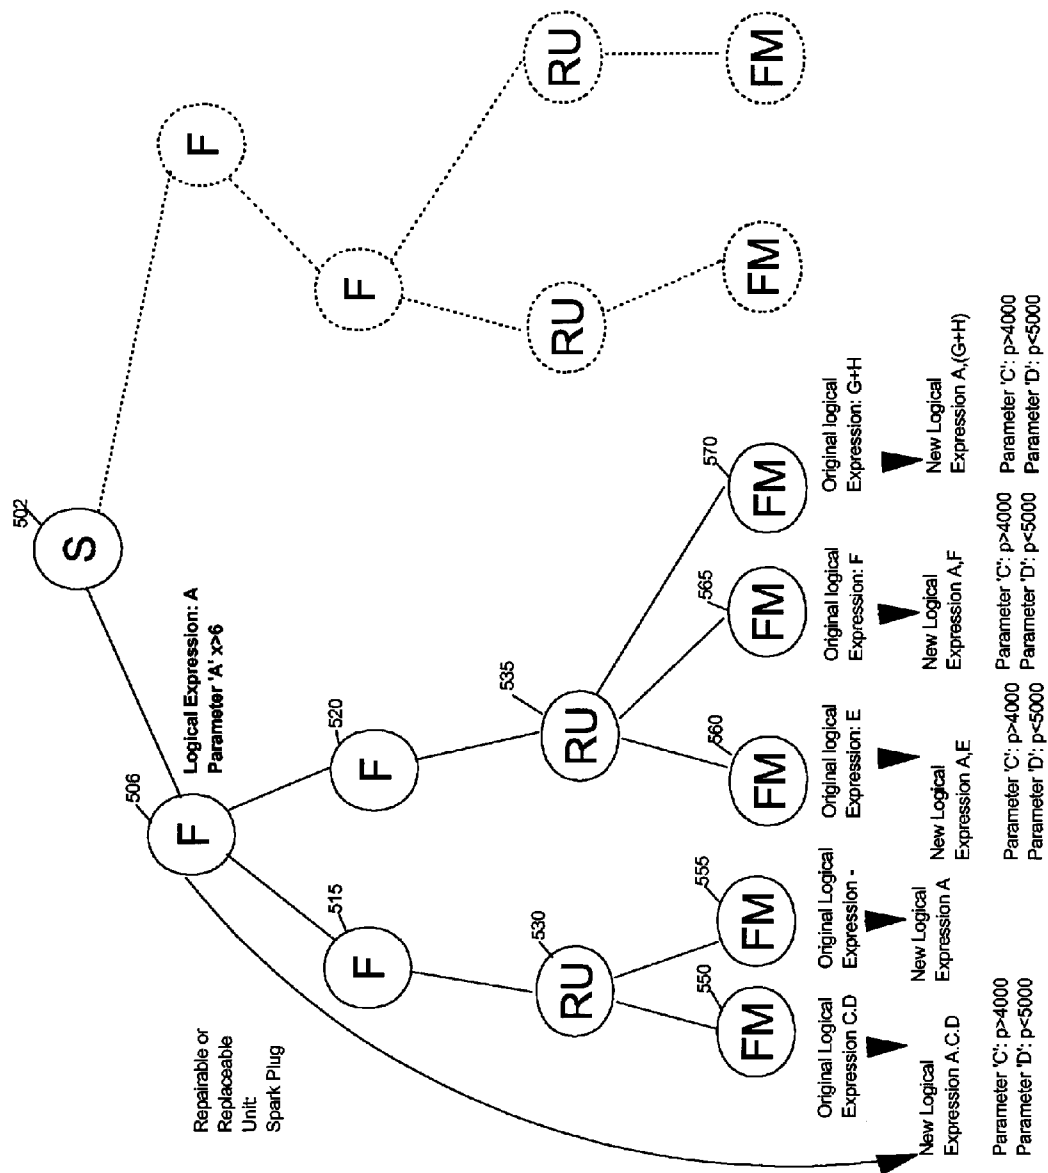 502
S
506
F
Logical Expression: A
Parameter 'A' x>6
F
Repairable or
Replaceable
Unit:
Spark Plug
515
F
520
F
F
530
RU
535
RU
RU
RU
550
FM
555
FM
560
FM
565
FM
570
FM
FM
FM
Original Logical
Expression C.D
New Logical
Expression A.C.D
Parameter 'C': p>4000
Parameter 'D': p<5000
Original Logical
Expression -
New Logical
Expression A
Original logical
Expression: E
New Logical
Expression A,E
Parameter 'C': p>4000
Parameter 'D': p<5000
Original logical
Expression: F
New Logical
Expression A,F
Parameter 'C': p>4000
Parameter 'D': p<5000
Original logical
Expression: G+H
New Logical
Expression A,(G+H)
Parameter 'C': p>4000
Parameter 'D': p<5000